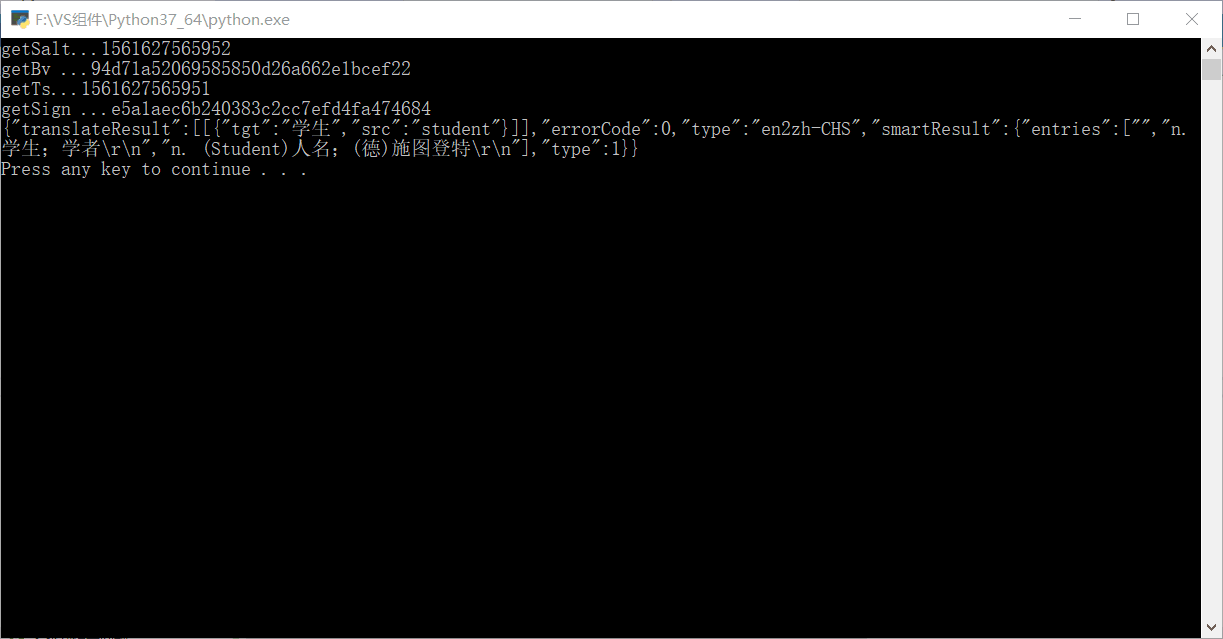 F:\VS组件\Python37_64\python.exe
getSalt...1561627565952
getBv ...94d71a52069585850d26a662e1bcef22
getTs...1561627565951
getSign ...e5a1aec6b240383c2cc7efd4fa474684
{"translateResult":[[{"tgt":"学生","src":"student"}]],"errorCode":0,"type":"en2zh-CHS","smartResult":{"entries":["","n.
学生；学者\r\n","n. (Student)人名；(德)施图登特\r\n"],"type":1}}
Press any key to continue . . .